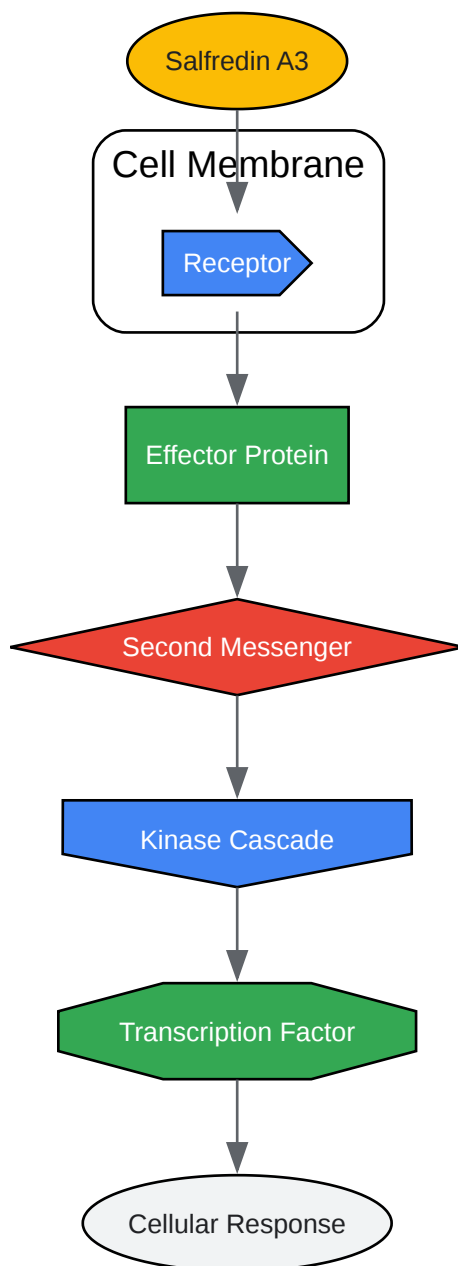 Salfredin A3
Cell Membrane
Receptor
Effector Protein
Second Messenger
Kinase Cascade
Transcription Factor
Cellular Response